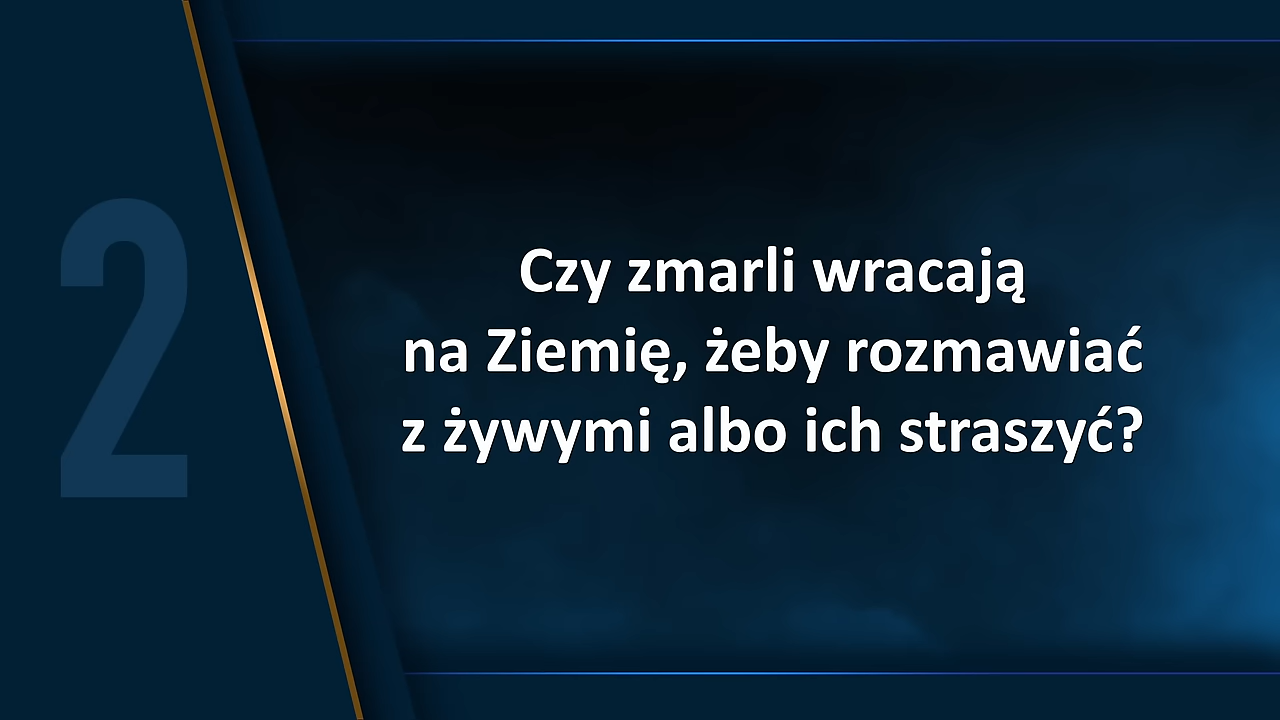 2
Czy zmarli wracają
na Ziemię, żeby rozmawiać
z żywymi albo ich straszyć?